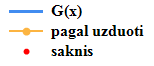 G(x)
pagal uzduoti
saknis